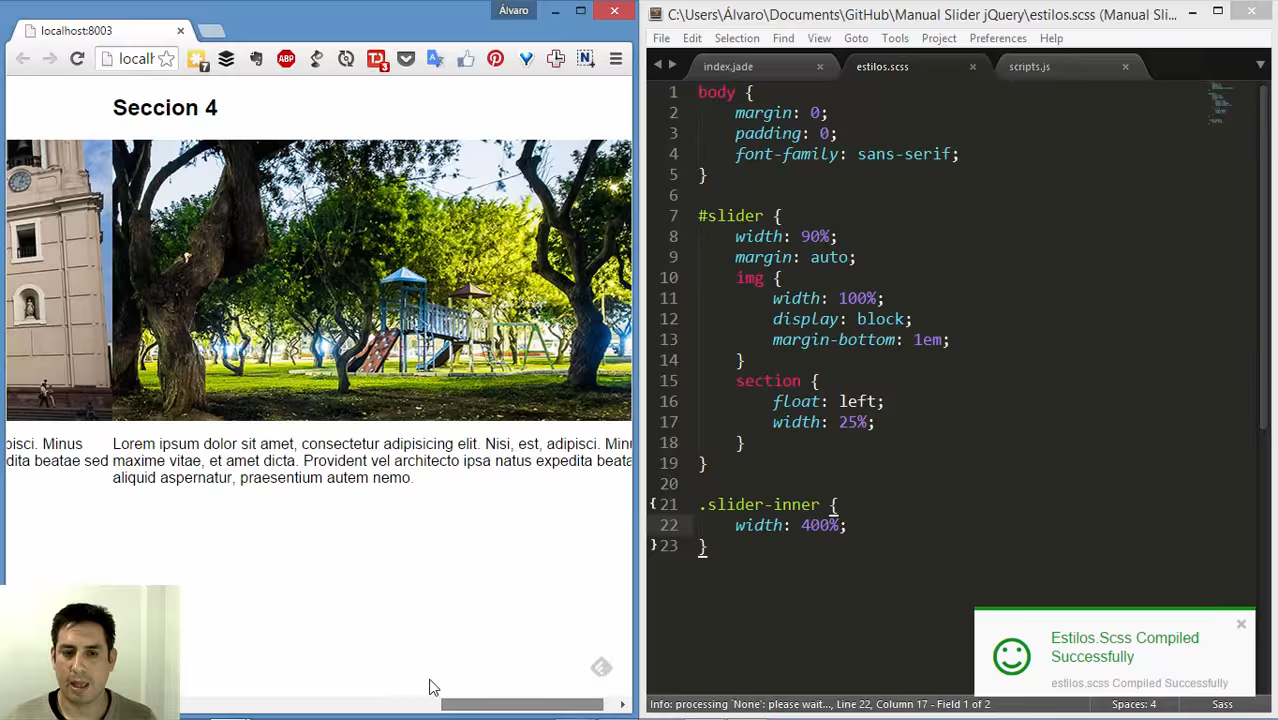 Álvaro
localhost:8003
localh
7
ABP
TJ
3
Seccion 4
pisci. Minus
dita beatae sed
Lorem ipsum dolor sit amet, consectetur adipisicing elit. Nisi, est, adipisci. Minu
maxime vitae, et amet dicta. Provident vel architecto ipsa natus expedita beata
aliquid aspernatur, praesentium autem nemo.
C:\Users\Álvaro\Documents\GitHub\Manual Slider jQuery\estilos.scss (Manual Sli...
File Edit Selection Find View Goto Tools Project Preferences Help
index.jade
estilos.scss
scripts.js
1 body {
2 margin: 0;
3 padding: 0;
4 font-family: sans-serif;
5 }
6
7 #slider {
8 width: 90%;
9 margin: auto;
10 img {
11 width: 100%;
12 display: block;
13 margin-bottom: 1em;
14 }
15 section {
16 float: left;
17 width: 25%;
18 }
19 }
20
21 .slider-inner {
22 width: 400%;
23 }
Estilos.Scss Compiled
Successfully
estilos.scss Compiled Successfully
Info: processing `None': please wait..., Line 22, Column 17 - Field 1 of 2
Spaces: 4
Sass